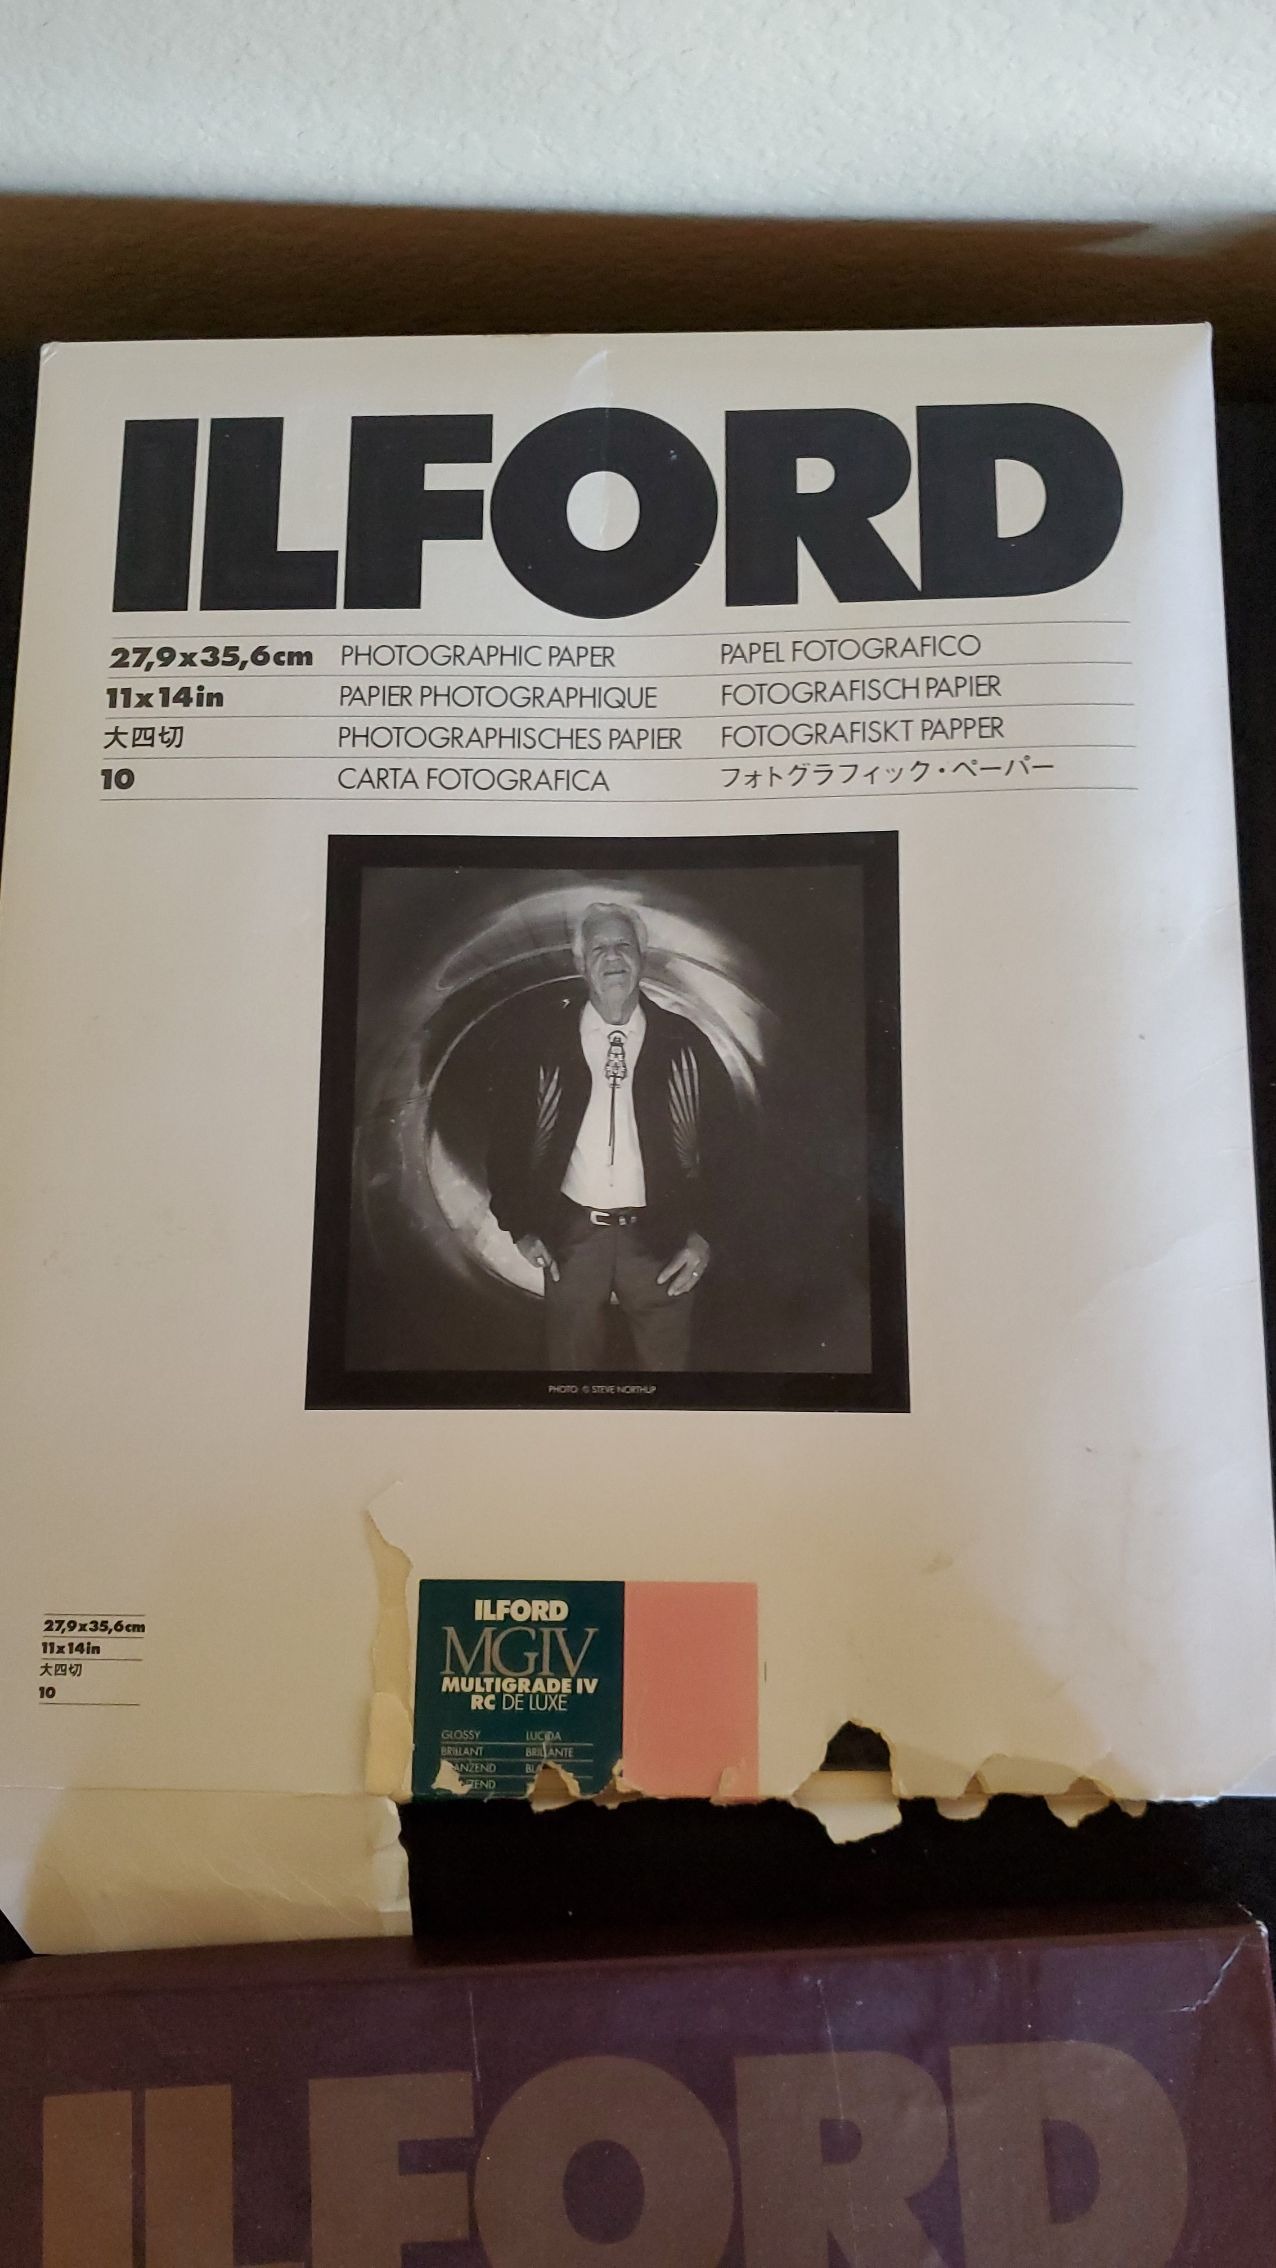 ILFORD
27,9x35,6cm PHOTOGRAPHIC PAPER PAPEL FOTOGRAFICO
11x14in PAPIER PHOTOGRAPHIQUE FOTOGRAFISCH PAPIER
大四切 PHOTOGRAPHISCHES PAPIER FOTOGRAFISKT PAPPER
10 CARTA FOTOGRAFICA フォトグラフィック・ペーパー
PHOTO © STEVE NORTHUP
27,9x35,6cm
11x14in
大四切
10
ILFORD
MGIV
MULTIGRADE IV
RC DE LUXE
GLOSSY LUCIDA
BRILLANT BRILLANTE
ILFORD